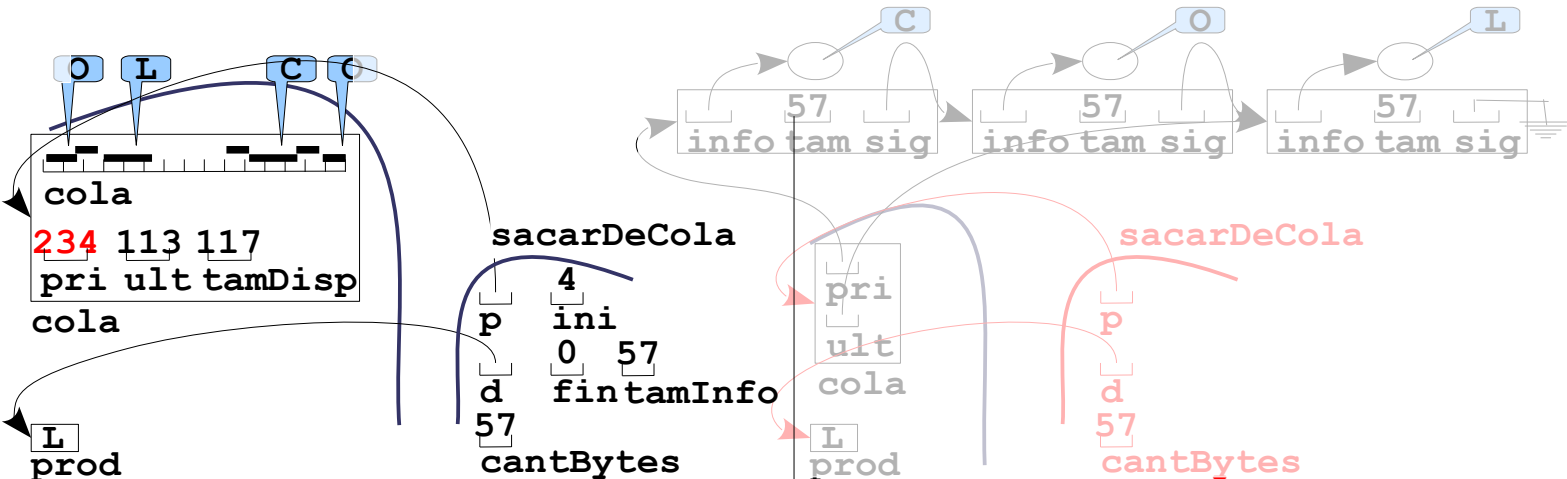 C O L
O L C O
57 57 57
info tam sig info tam sig info tam sig
cola
234 113 117
pri ult tamDisp
cola
sacarDeCola
4
p ini
0 57
d fin tamInfo
57
cantBytes
L
prod
pri
ult
cola
L
prod
sacarDeCola
p
d
57
cantBytes